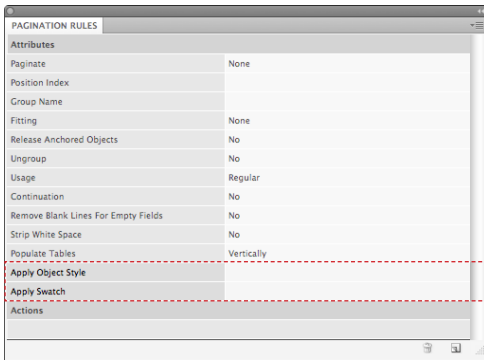 PAGINATION RULES
Attributes
Paginate None
Position Index
Group Name
Fitting None
Release Anchored Objects No
Ungroup No
Usage Regular
Continuation No
Remove Blank Lines For Empty Fields No
Strip White Space No
Populate Tables Vertically
Apply Object Style
Apply Swatch
Actions